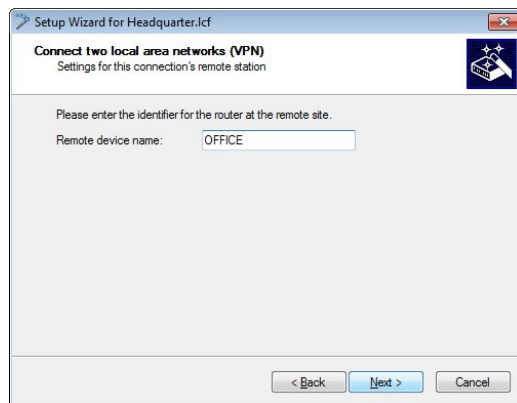 Setup Wizard for Headquarter.lcf
Connect two local area networks (VPN)
Settings for this connection's remote station
Please enter the identifier for the router at the remote site.
Remote device name: OFFICE
< Back Next > Cancel